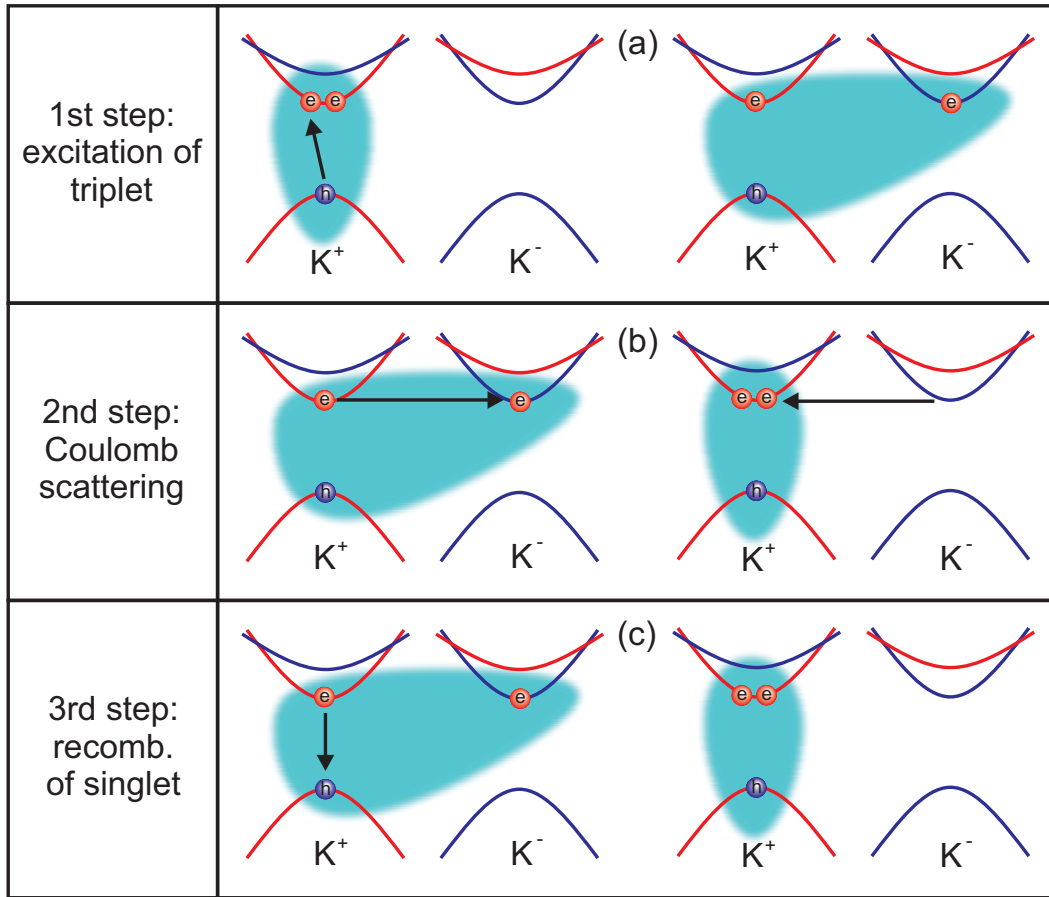 1st step:
excitation of
triplet
(a)
e e
e
e
h
h
K+
K-
K+
K-
2nd step:
Coulomb
scattering
(b)
e
e
e e
h
h
K+
K-
K+
K-
3rd step:
recomb.
of singlet
(c)
e
e
e e
h
h
K+
K-
K+
K-